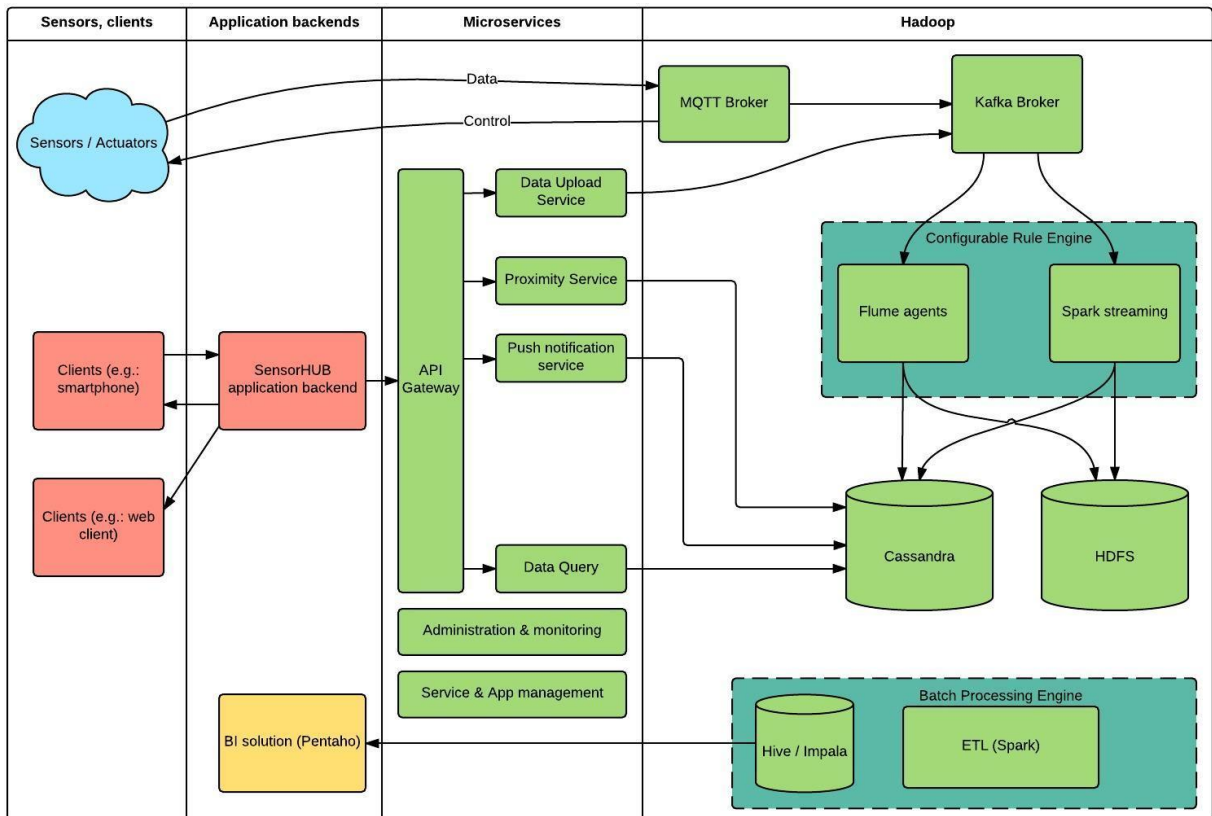 Sensors, clients
Application backends
Microservices
Hadoop
Data
Control
Sensors / Actuators
MQTT Broker
Kafka Broker
Data Upload
Service
Configurable Rule Engine
Proximity Service
Flume agents
Spark streaming
Clients (e.g.:
smartphone)
SensorHUB
application backend
API
Gateway
Push notification
service
Clients (e.g.: web
client)
Data Query
Cassandra
HDFS
Administration & monitoring
Service & App management
Batch Processing Engine
BI solution (Pentaho)
Hive / Impala
ETL (Spark)